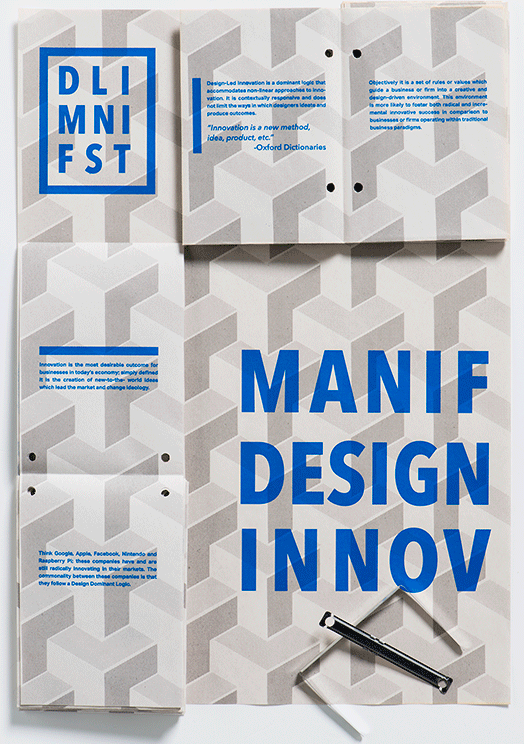 DLI
MNI
FST
Design-Led Innovation is a dominant logic that
accommodates non-linear approaches to inno-
vation. It is contextually responsive and does
not limit the ways in which designers ideate and
produce outcomes.
"Innovation is a new method,
idea, product, etc."
-Oxford Dictionaries
Objectively it is a set of rules or values which
guide a business or firm into a creative and
design-driven environment. This environment
is more likely to foster both radical and incre-
mental innovative success in comparison to
businesses or firms operating within traditional
business paradigms.
Innovation is the most desirable outcome for
businesses in today's economy; simply defined
it is the creation of new-to-the- world ideas
which lead the market and change ideology.
MANIF
DESIGN
INNOV
Think Google, Apple, Facebook, Nintendo and
Raspberry Pi; these companies have and are
still radically innovating in their markets. The
commonality between these companies is that
they follow a Design Dominant Logic.